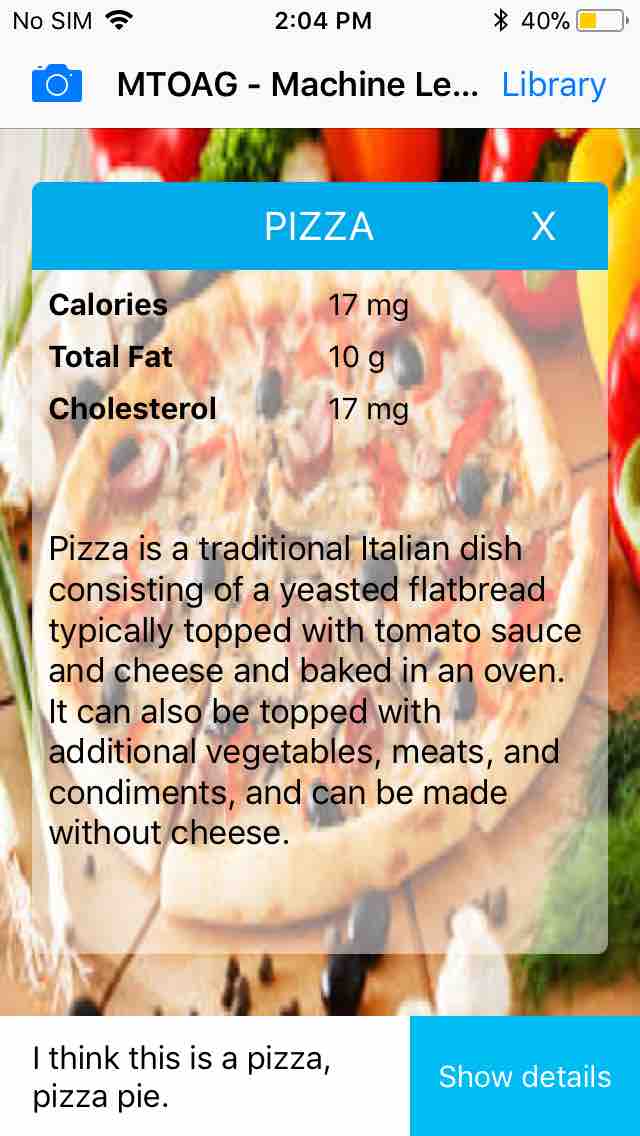 No SIM 2:04 PM 40%
MTOAG - Machine Le... Library
PIZZA X
Calories 17 mg
Total Fat 10 g
Cholesterol 17 mg
Pizza is a traditional Italian dish
consisting of a yeasted flatbread
typically topped with tomato sauce
and cheese and baked in an oven.
It can also be topped with
additional vegetables, meats, and
condiments, and can be made
without cheese.
I think this is a pizza,
pizza pie.
Show details